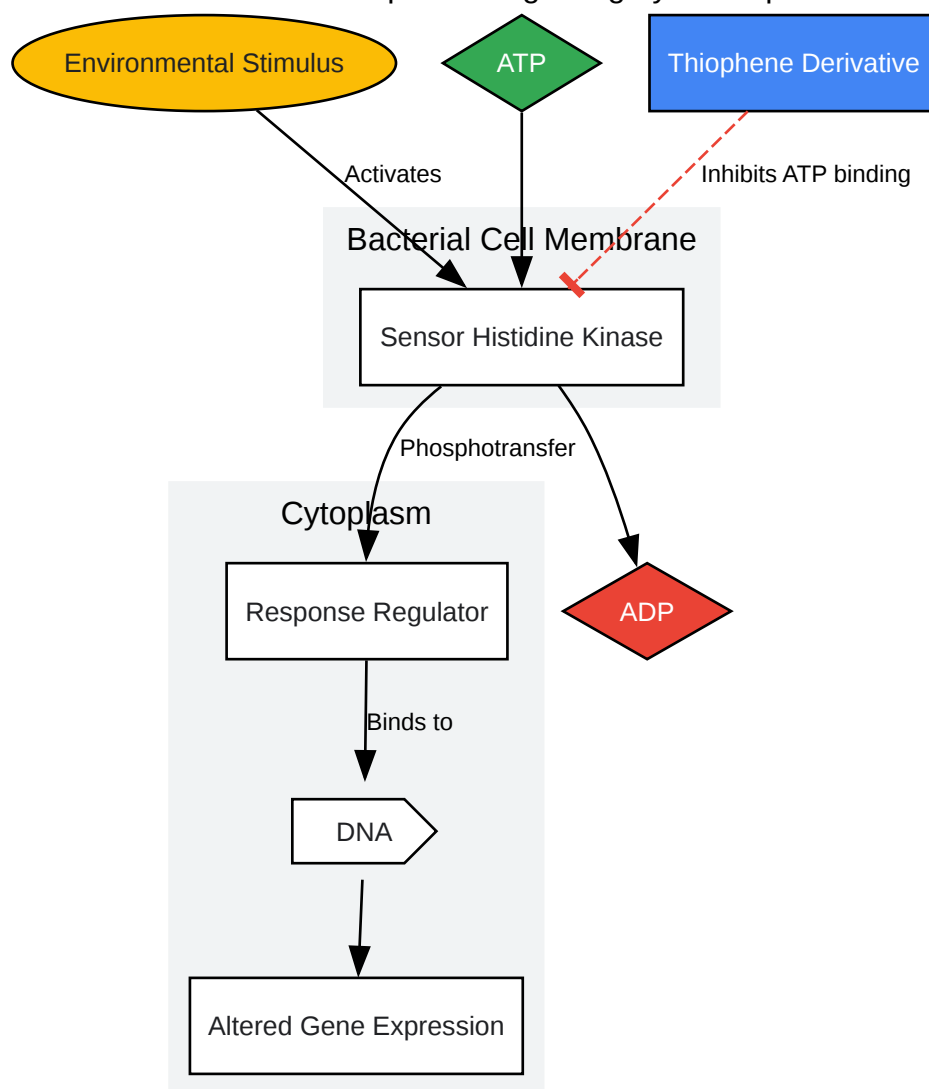 Environmental Stimulus
ATP
Thiophene Derivative
Activates
Inhibits ATP binding
Bacterial Cell Membrane
Sensor Histidine Kinase
Phosphotransfer
Cytoplasm
Response Regulator
ADP
Binds to
DNA
Altered Gene Expression